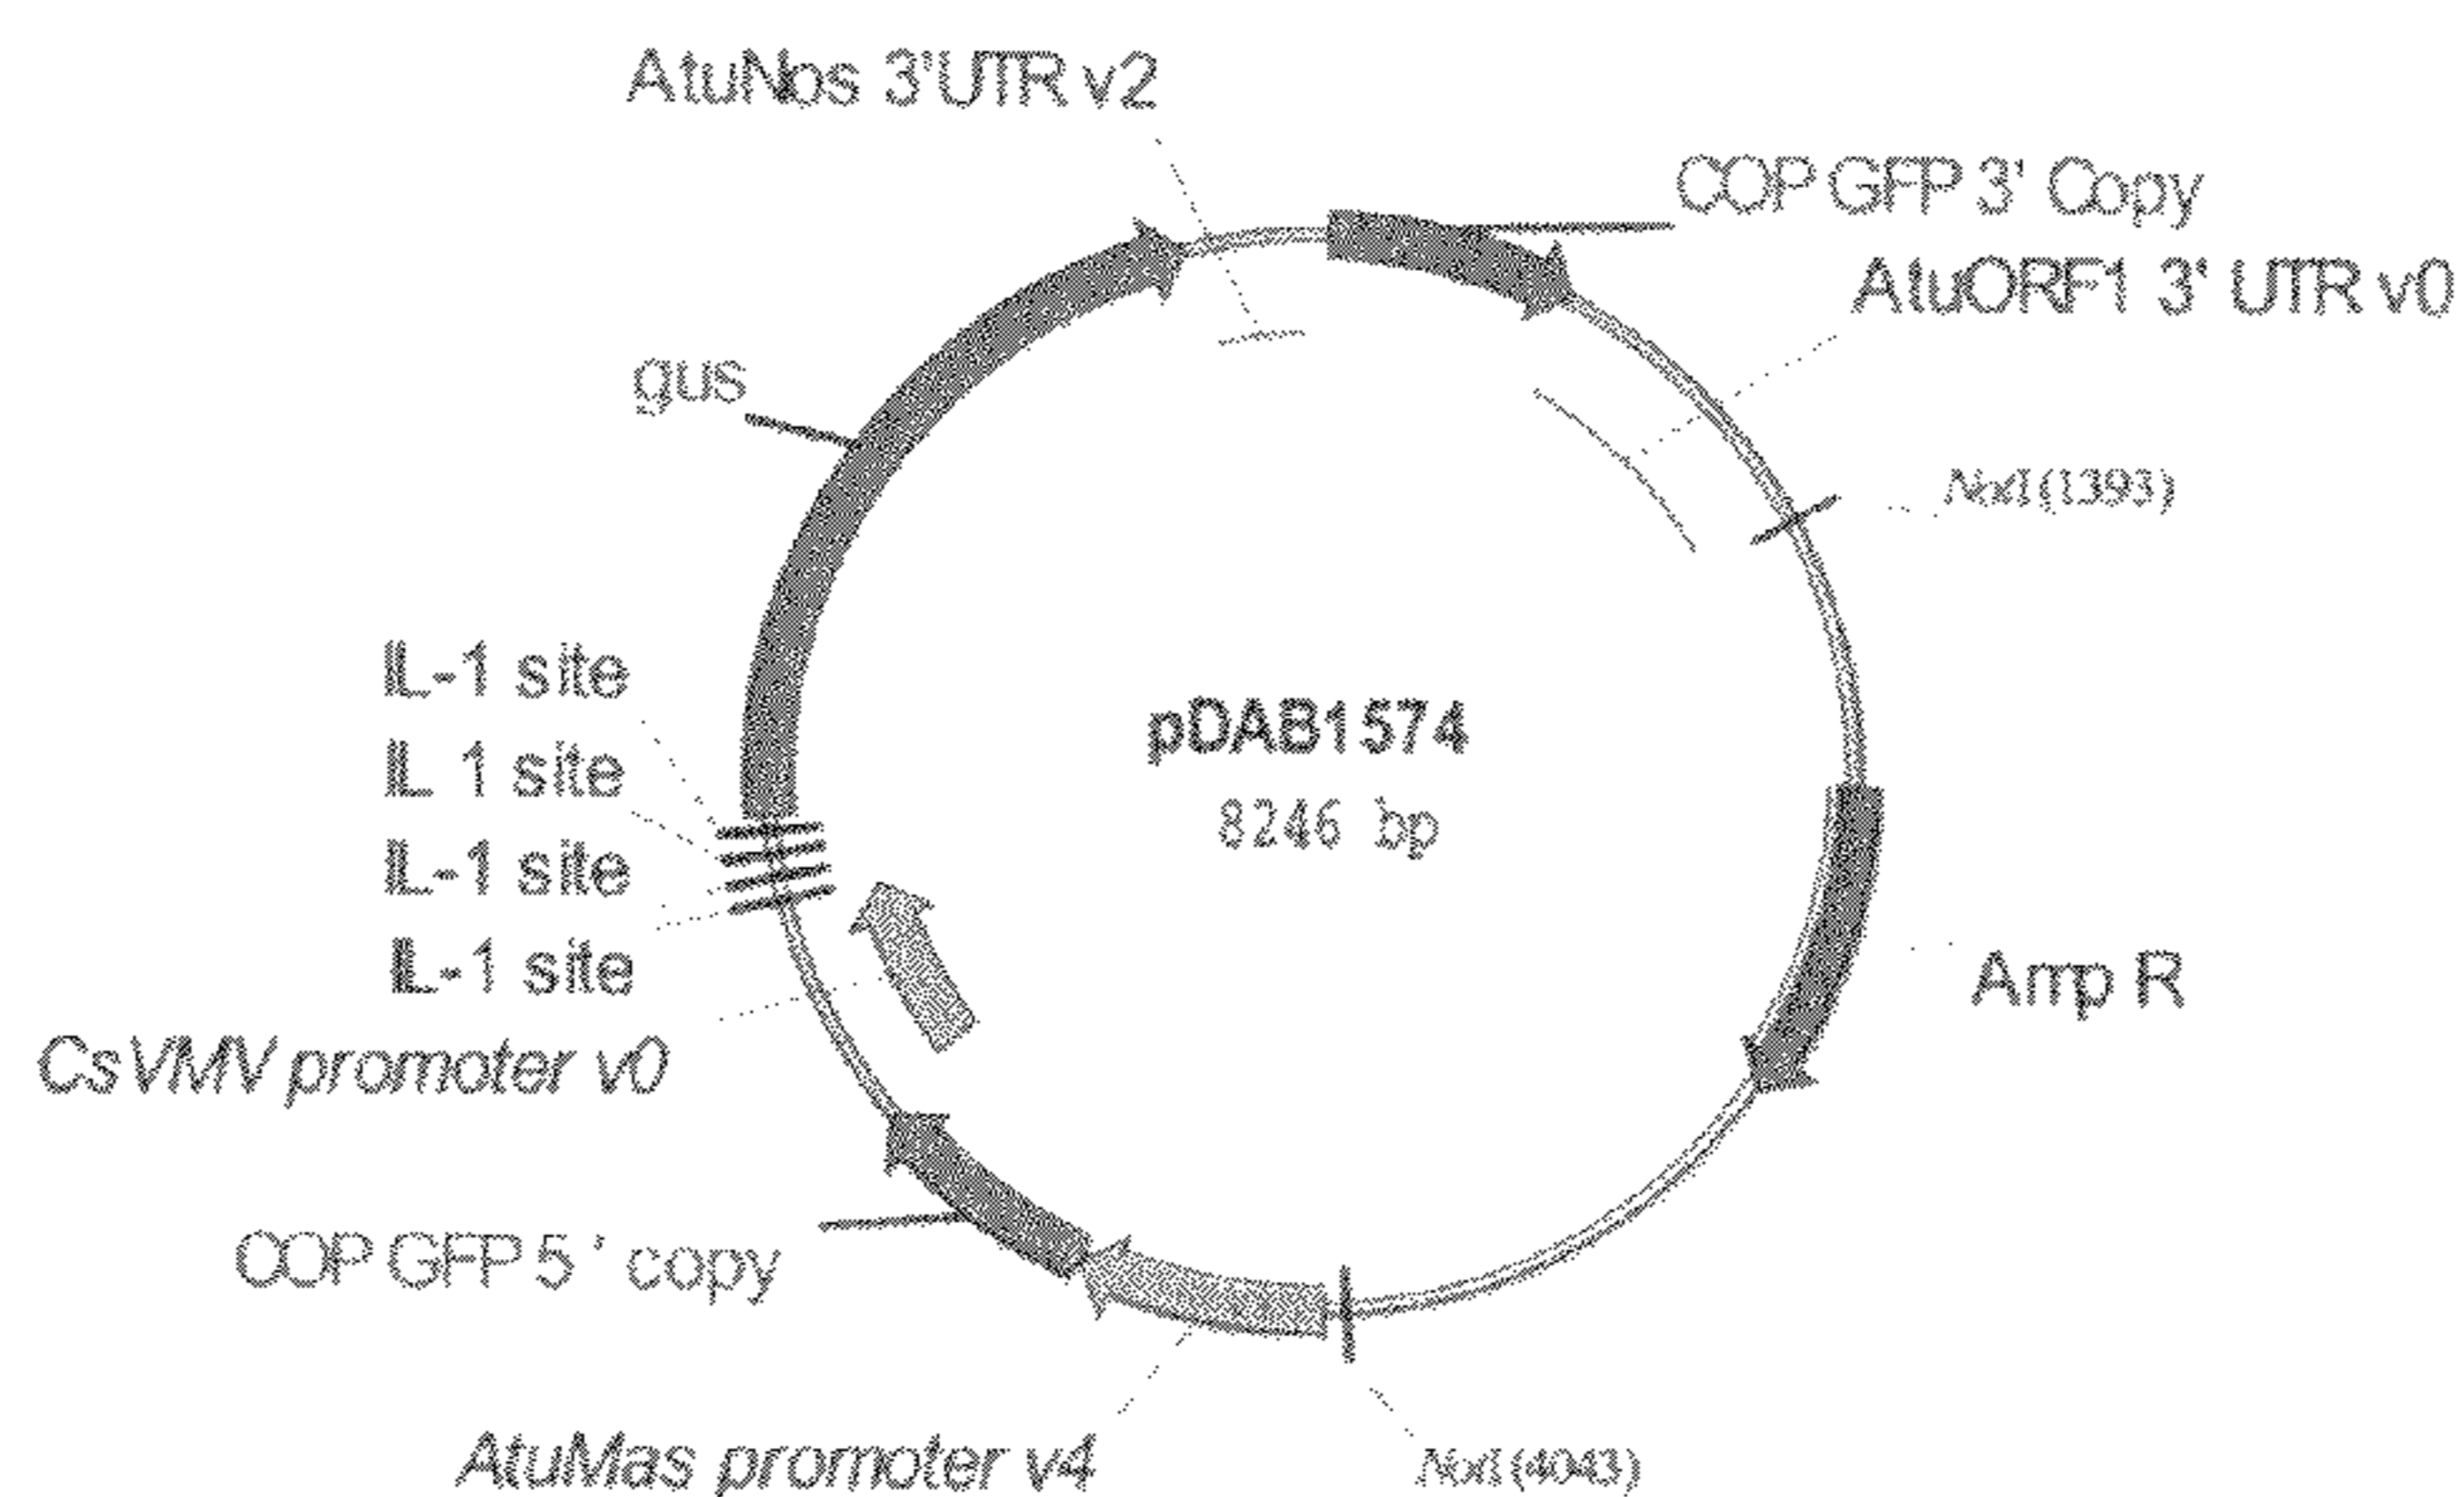 AtuNos 3'UTR v2
COP GFP 3' Copy
AtuORF1 3' UTR v0
gus
(1393)
IL-1 site
IL 1 site
IL-1 site
IL-1 site
pDAB1574
8246 bp
Amp R
CsVMV promoter v0
COP GFP 5 ' copy
AtuMas promoter v4
(4043)